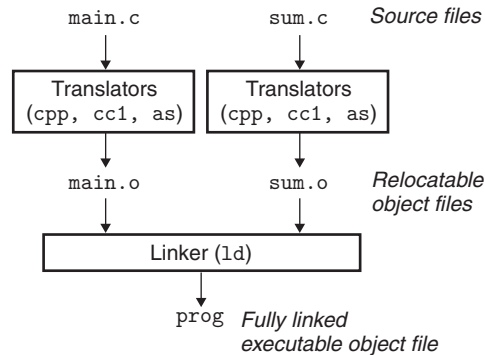 main.c sum.c Source files
Translators Translators
(cpp, cc1, as) (cpp, cc1, as)
main.o sum.o Relocatable
object files
Linker (ld)
prog Fully linked
executable object file